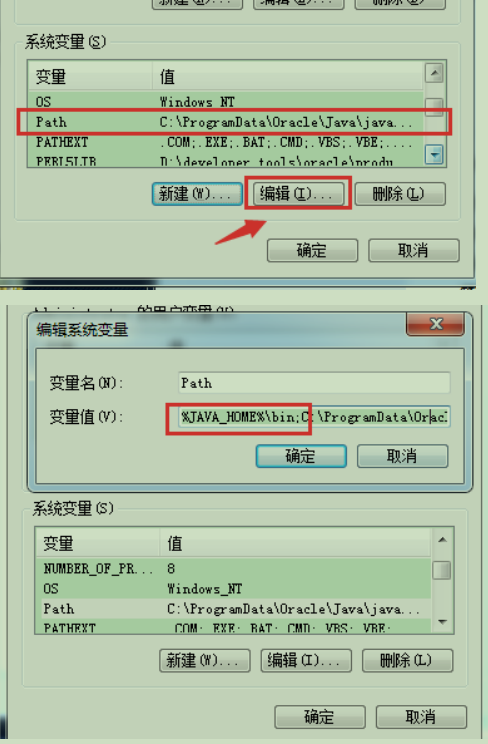 新建(W)... 编辑(E)... 删除(D)
系统变量(S)
变量 值
OS Windows_NT
Path C:\ProgramData\Oracle\Java\java...
PATHEXT .COM;.EXE;.BAT;.CMD;.VBS;.VBE;....
PERL5LIB D:\developer_tools\oracle\produ
新建(W)... 编辑(I)... 删除(L)
确定 取消
的用户变量(U)
编辑系统变量
变量名(N): Path
变量值(V): %JAVA_HOME%\bin;C:\ProgramData\Oracl
确定 取消
系统变量(S)
变量 值
NUMBER_OF_PR... 8
OS Windows_NT
Path C:\ProgramData\Oracle\Java\java...
PATHEXT .COM;.EXE;.BAT;.CMD;.VBS;.VBE;
新建(W)... 编辑(I)... 删除(L)
确定 取消